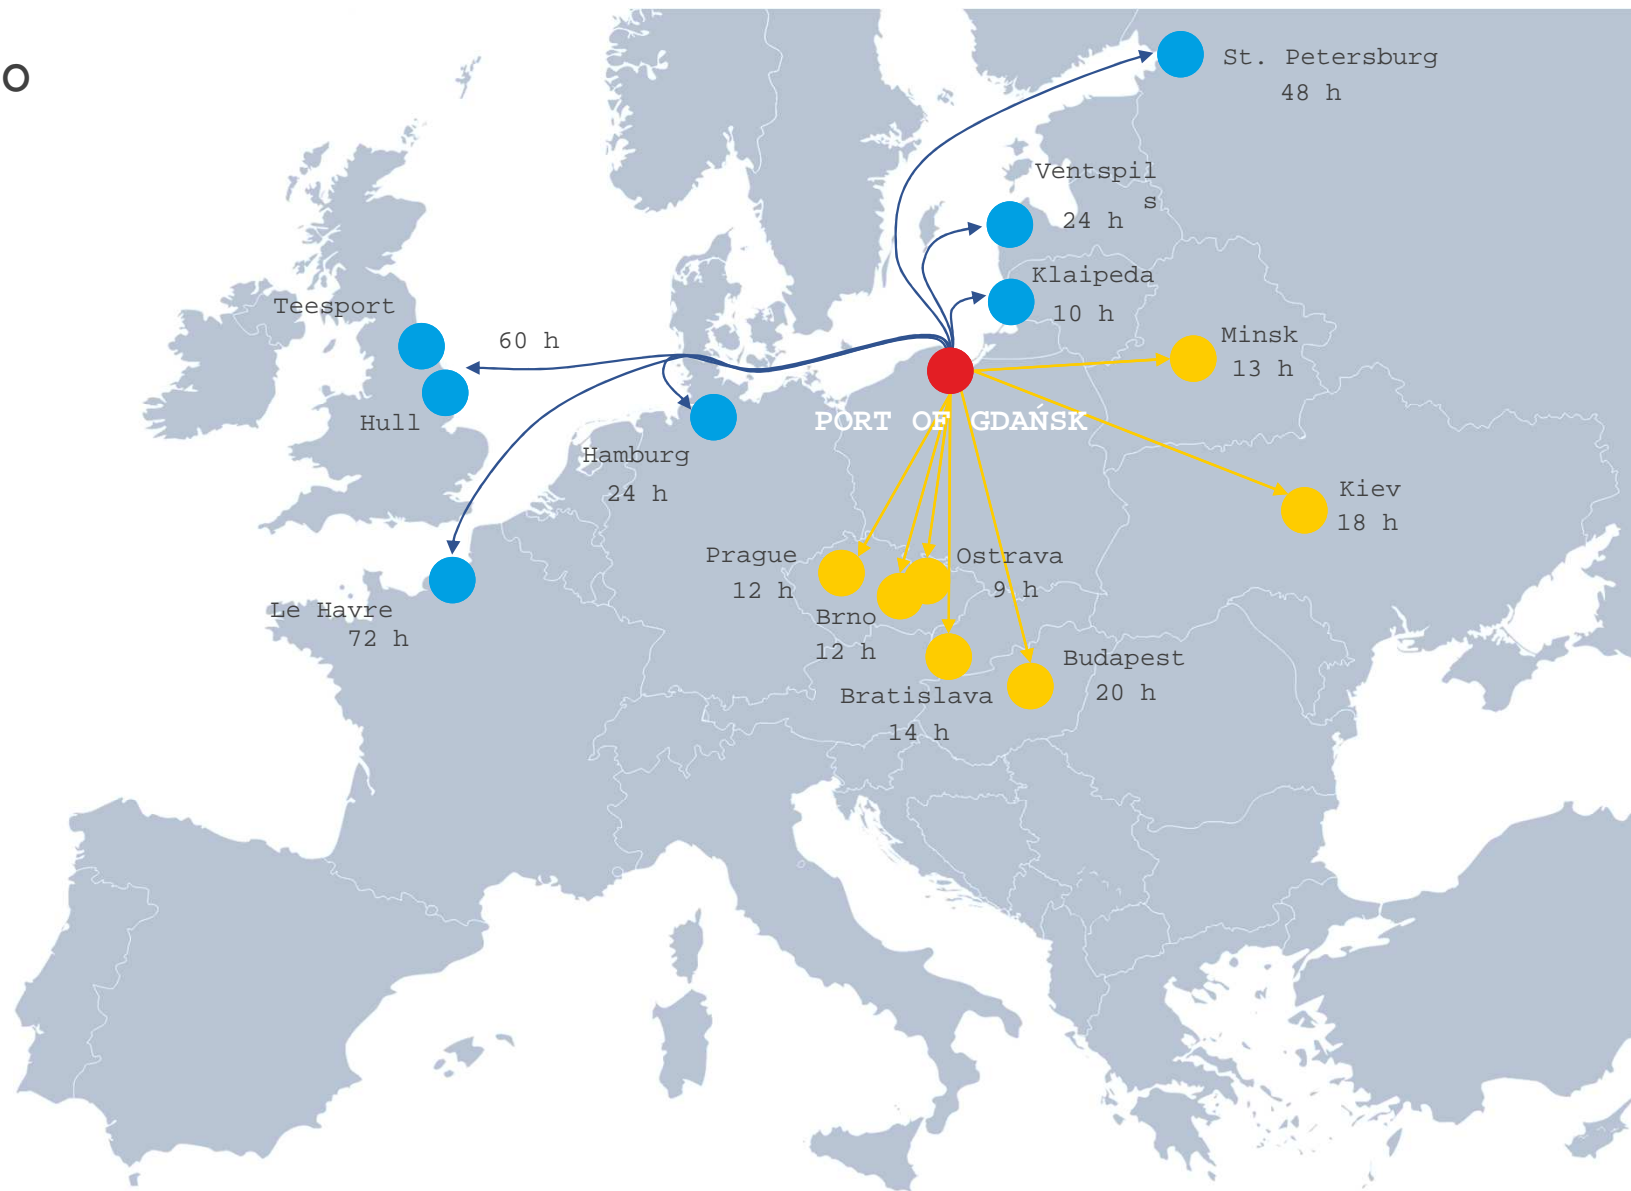 o
St. Petersburg
48 h
Ventspil
s
24 h
Klaipeda
10 h
Teesport
60 h
Hull
Minsk
13 h
PORT OF GDAŃSK
Hamburg
24 h
Kiev
18 h
Prague
12 h
Ostrava
9 h
Le Havre
72 h
Brno
12 h
Budapest
20 h
Bratislava
14 h